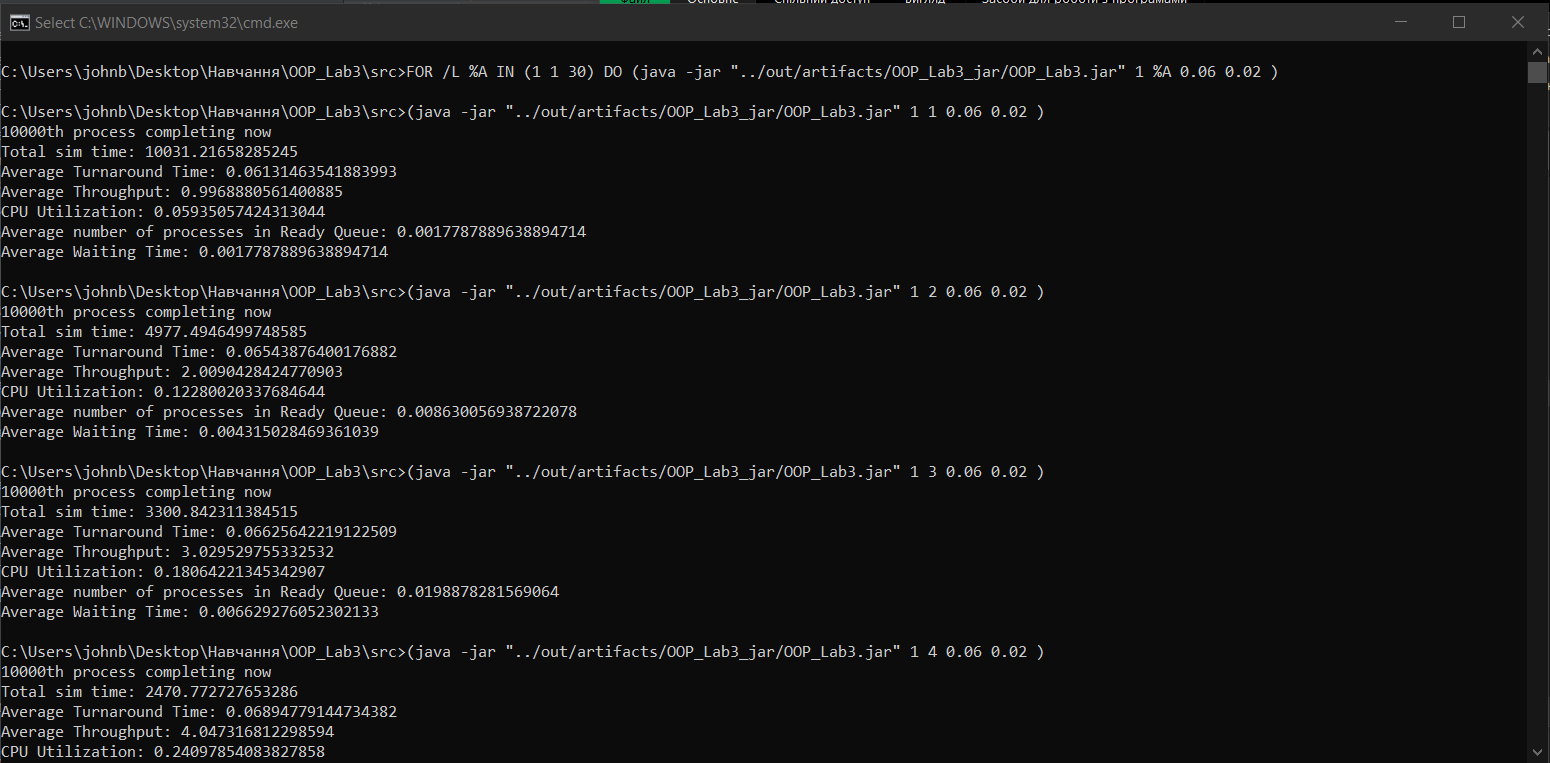 Файл Основне Спільний доступ Вигляд Засоби для роботи з програмами
Select C:\WINDOWS\system32\cmd.exe
C:\Users\johnb\Desktop\Навчання\OOP_Lab3\src>FOR /L %A IN (1 1 30) DO (java -jar "../out/artifacts/OOP_Lab3_jar/OOP_Lab3.jar" 1 %A 0.06 0.02 )
C:\Users\johnb\Desktop\Навчання\OOP_Lab3\src>(java -jar "../out/artifacts/OOP_Lab3_jar/OOP_Lab3.jar" 1 1 0.06 0.02 )
10000th process completing now
Total sim time: 10031.21658285245
Average Turnaround Time: 0.06131463541883993
Average Throughput: 0.9968880561400885
CPU Utilization: 0.05935057424313044
Average number of processes in Ready Queue: 0.0017787889638894714
Average Waiting Time: 0.0017787889638894714
C:\Users\johnb\Desktop\Навчання\OOP_Lab3\src>(java -jar "../out/artifacts/OOP_Lab3_jar/OOP_Lab3.jar" 1 2 0.06 0.02 )
10000th process completing now
Total sim time: 4977.4946499748585
Average Turnaround Time: 0.06543876400176882
Average Throughput: 2.0090428424770903
CPU Utilization: 0.12280020337684644
Average number of processes in Ready Queue: 0.008630056938722078
Average Waiting Time: 0.004315028469361039
C:\Users\johnb\Desktop\Навчання\OOP_Lab3\src>(java -jar "../out/artifacts/OOP_Lab3_jar/OOP_Lab3.jar" 1 3 0.06 0.02 )
10000th process completing now
Total sim time: 3300.842311384515
Average Turnaround Time: 0.06625642219122509
Average Throughput: 3.029529755332532
CPU Utilization: 0.18064221345342907
Average number of processes in Ready Queue: 0.0198878281569064
Average Waiting Time: 0.006629276052302133
C:\Users\johnb\Desktop\Навчання\OOP_Lab3\src>(java -jar "../out/artifacts/OOP_Lab3_jar/OOP_Lab3.jar" 1 4 0.06 0.02 )
10000th process completing now
Total sim time: 2470.772727653286
Average Turnaround Time: 0.06894779144734382
Average Throughput: 4.047316812298594
CPU Utilization: 0.24097854083827858